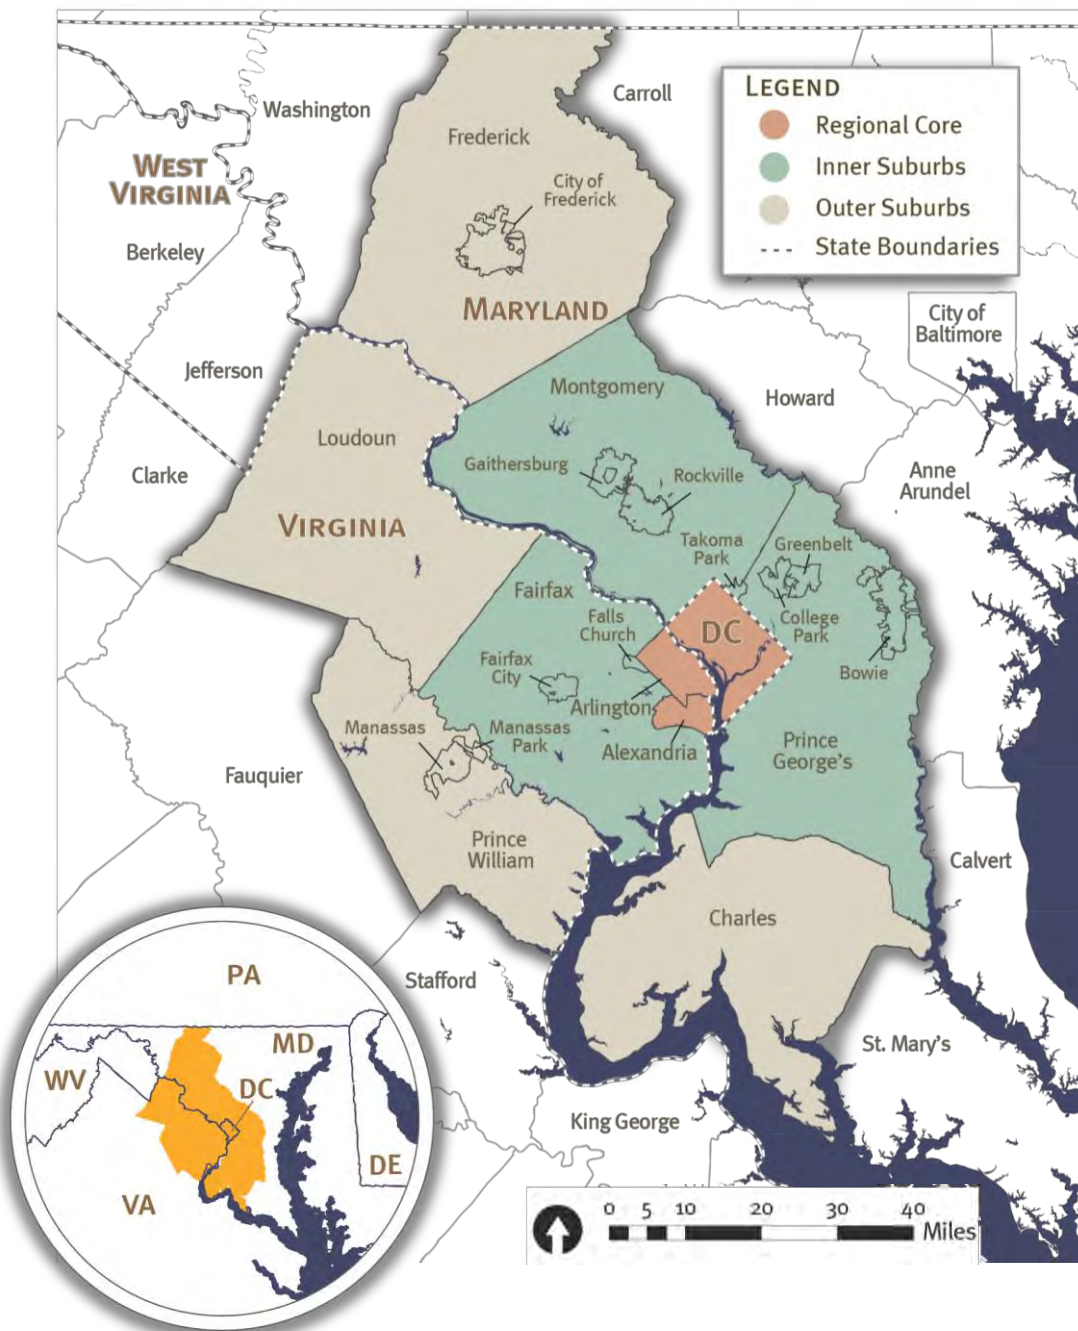 LEGEND
Regional Core
Inner Suburbs
Outer Suburbs
State Boundaries
Washington
Carroll
Frederick
WEST
VIRGINIA
City of
Frederick
Berkeley
MARYLAND
City of
Baltimore
Jefferson
Montgomery
Howard
Loudoun
Gaithersburg
Rockville
Clarke
Anne
Arundel
VIRGINIA
Takoma
Park
Greenbelt
Fairfax
Falls
Church
DC
College
Park
Fairfax
City
Bowie
Arlington
Manassas
Manassas
Park
Alexandria
Prince
George's
Fauquier
Prince
William
Calvert
Charles
Stafford
St. Mary's
King George
PA
MD
WV
DC
DE
VA
0 5 10 20 30 40
Miles